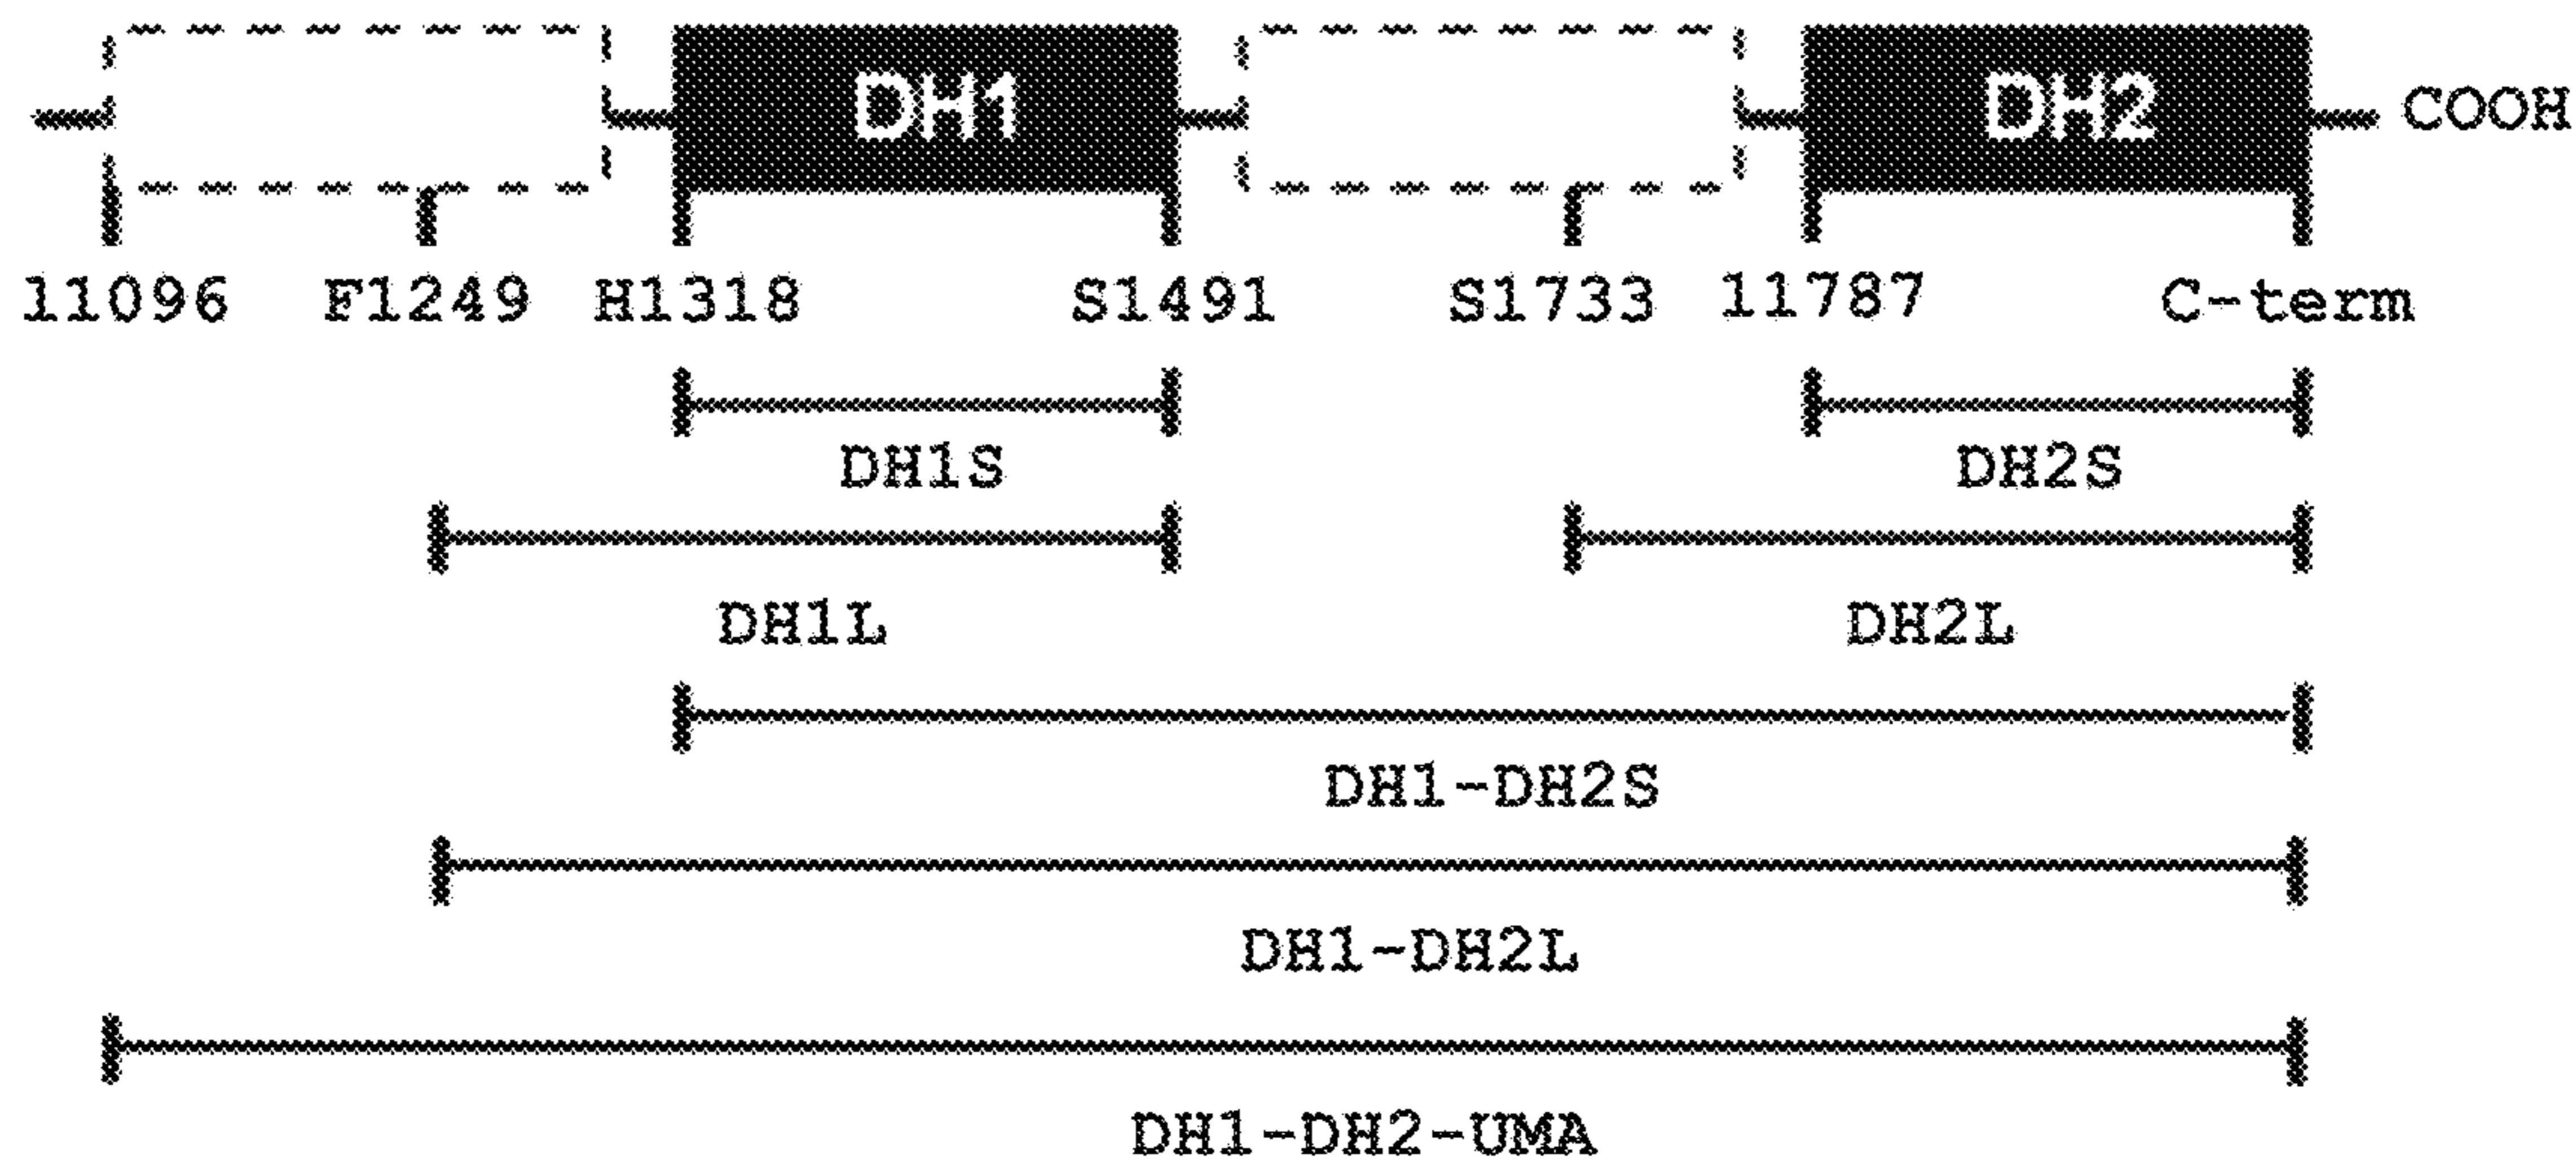 DH1 DH2 COOH
11096 F1249 H1318 S1491 S1733 11787 C-term
DH1S DH2S
DH1L DH2L
DH1-DH2S
DH1-DH2L
DH1-DH2-UMA